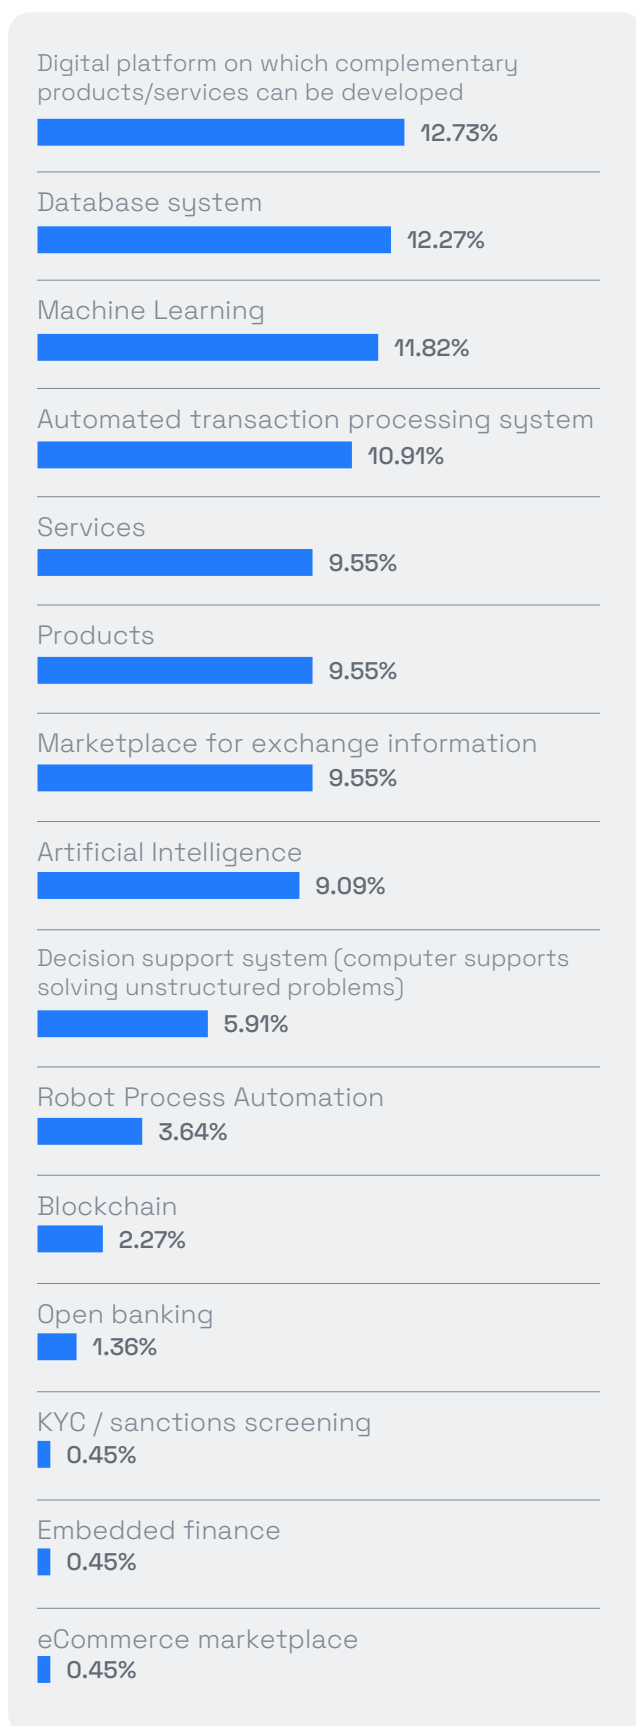 Digital platform on which complementary
products/services can be developed
12.73%
Database system
12.27%
Machine Learning
11.82%
Automated transaction processing system
10.91%
Services
9.55%
Products
9.55%
Marketplace for exchange information
9.55%
Artificial Intelligence
9.09%
Decision support system (computer supports
solving unstructured problems)
5.91%
Robot Process Automation
3.64%
Blockchain
2.27%
Open banking
1.36%
KYC / sanctions screening
0.45%
Embedded finance
0.45%
eCommerce marketplace
0.45%